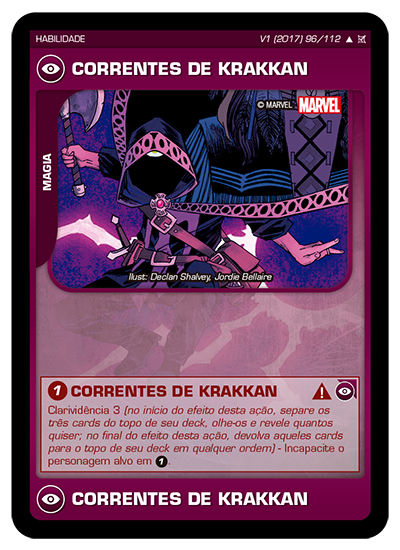 HABILIDADE
V1 (2017) 96/112 ▲
CORRENTES DE KRAKKAN
© MARVEL MARVEL
MAGIA
Ilust: Declan Shalvey, Jordie Bellaire
1 CORRENTES DE KRAKKAN
Clarividência 3 (no início do efeito desta ação, separe os
três cards do topo de seu deck, olhe-os e revele quantos
quiser; no final do efeito desta ação, devolva aqueles cards
para o topo de seu deck em qualquer ordem) - Incapacite o
personagem alvo em 1.
CORRENTES DE KRAKKAN